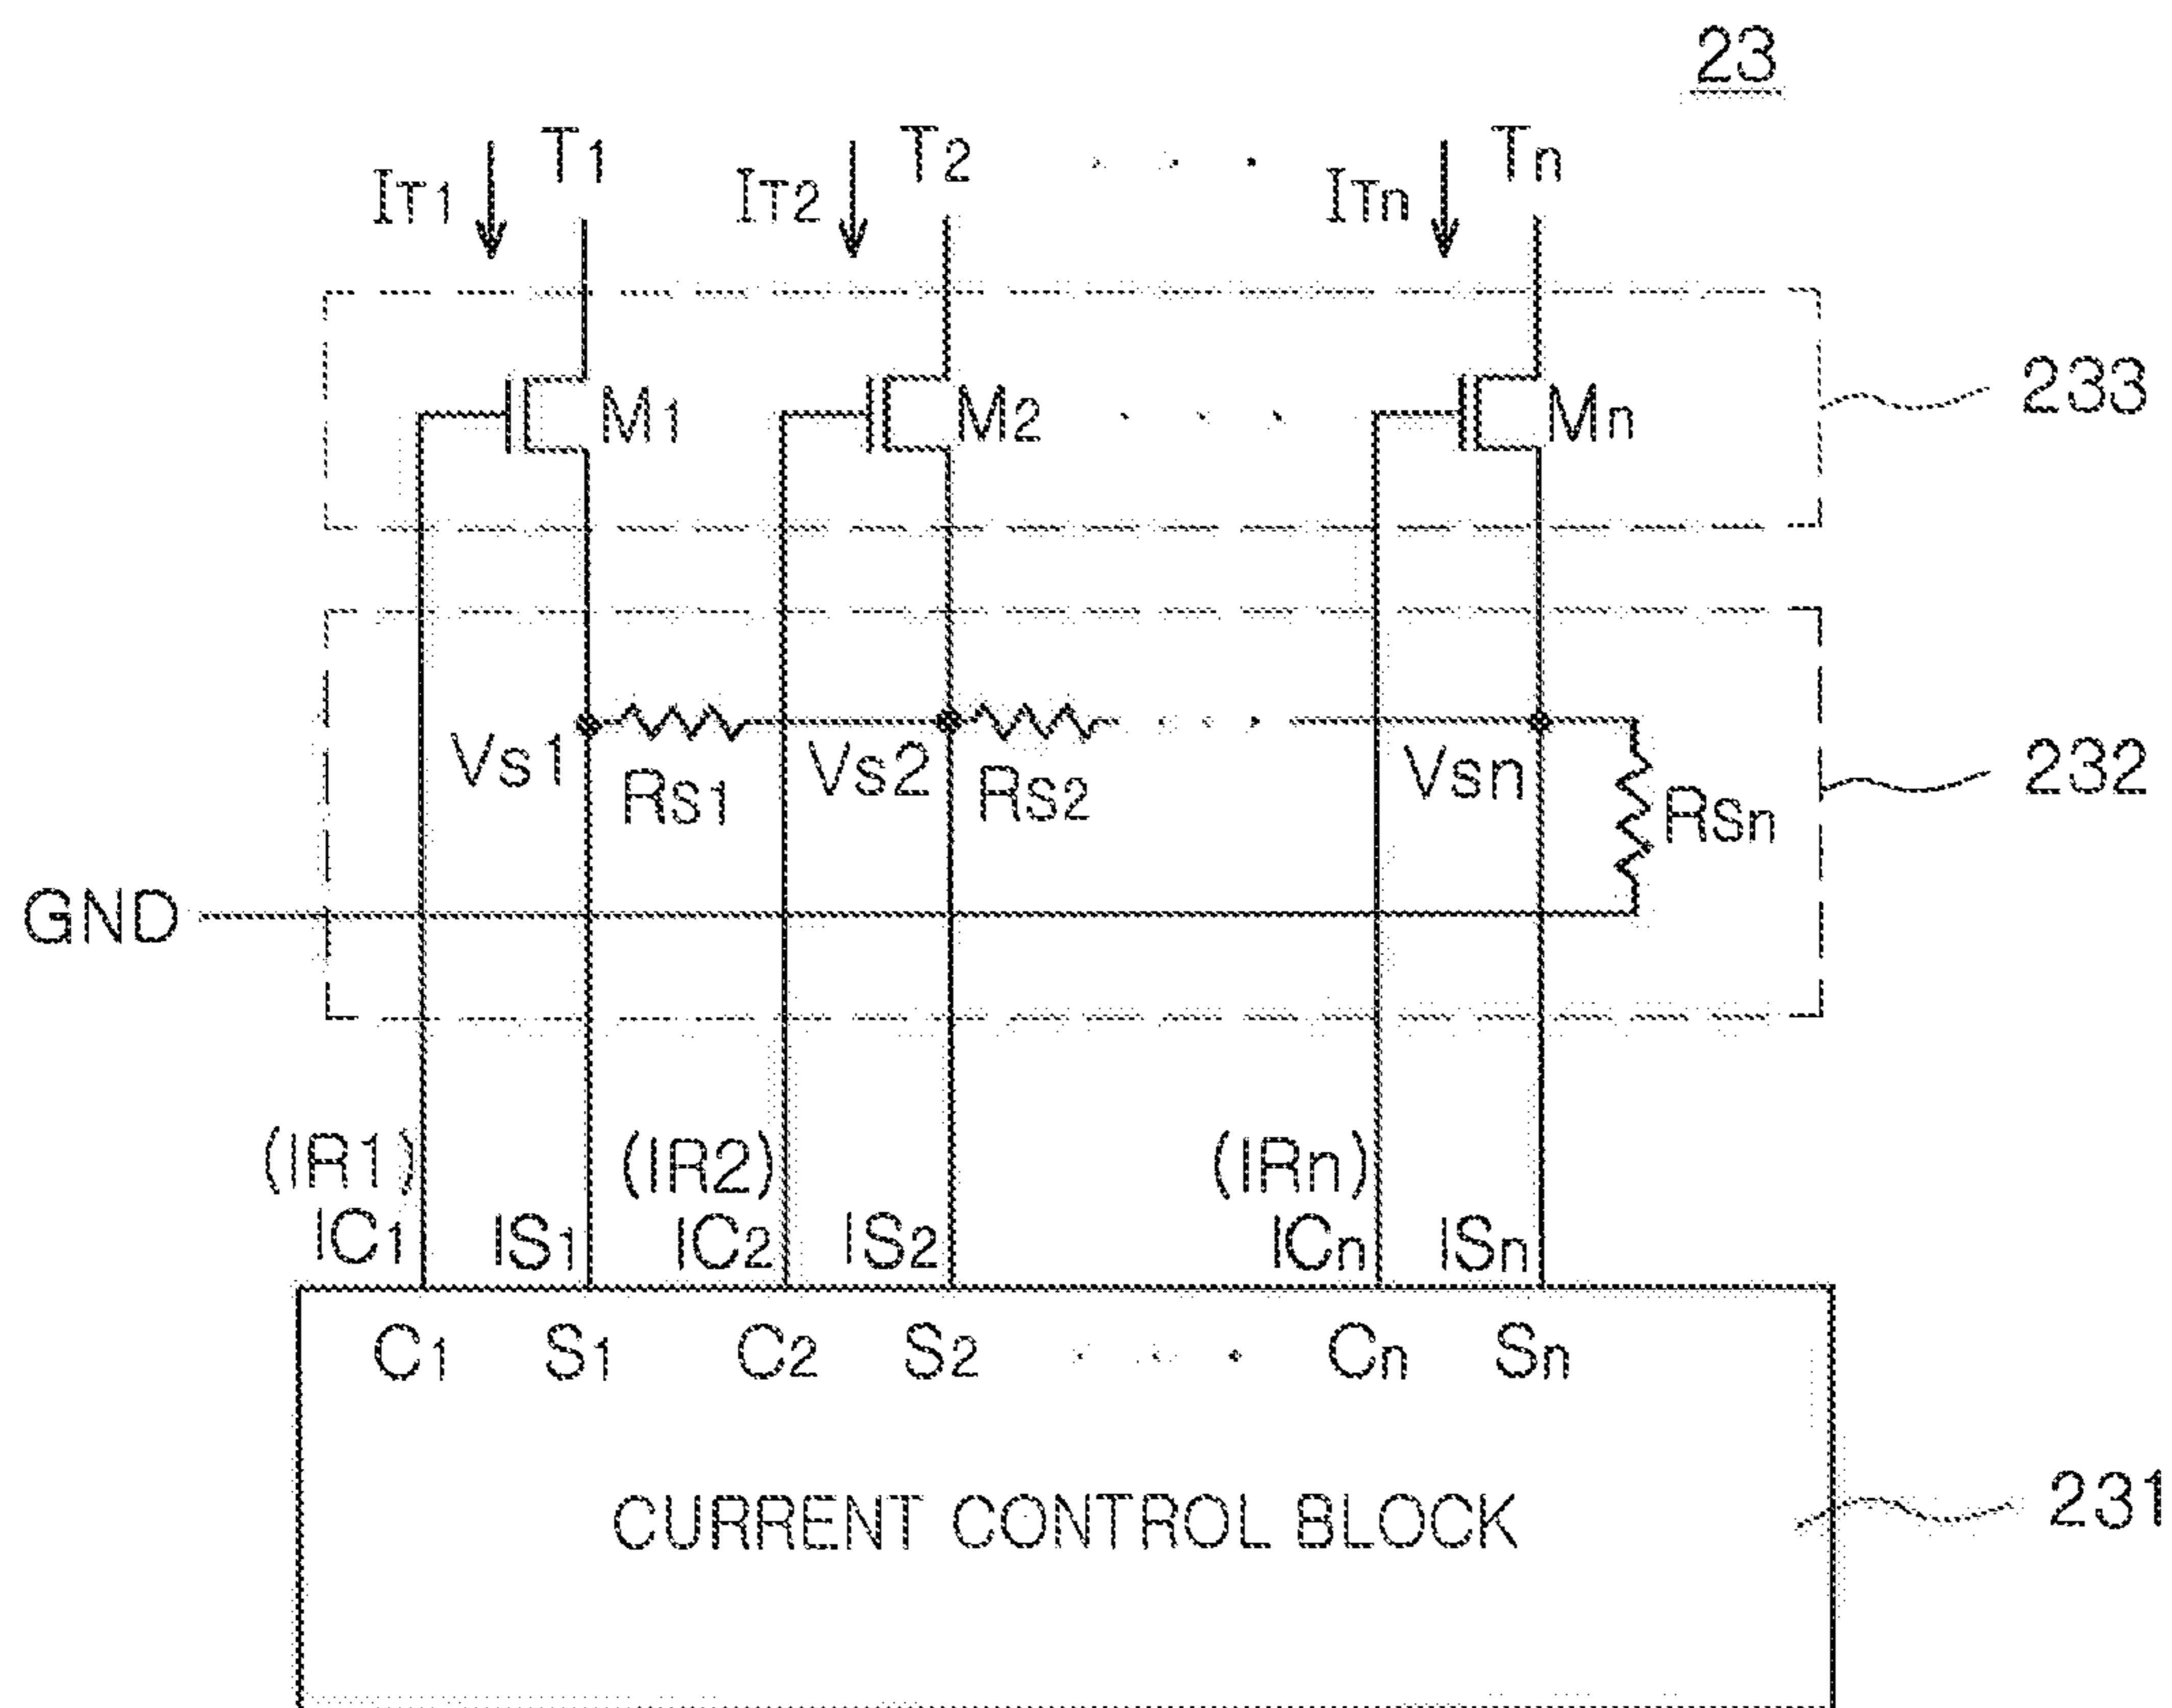 23
T1 T2 Tn
IT1 IT2 ITn
M1 M2 Mn
233
Vs1 Vs2 Vsn
RS1 RS2 RSn
232
GND
(IR1) (IR2) (IRn)
IC1 IS1 IC2 IS2 ICn ISn
C1 S1 C2 S2 Cn Sn
CURRENT CONTROL BLOCK
231